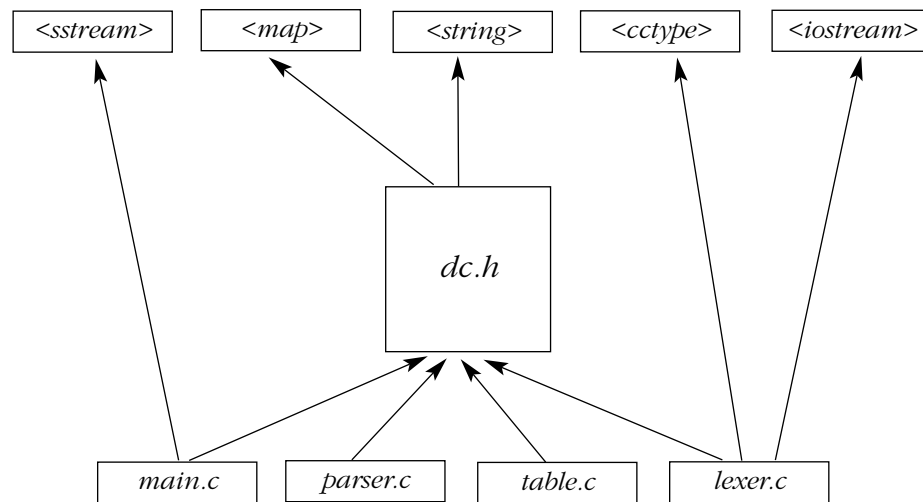 <sstream>
<map>
<string>
<cctype>
<iostream>
dc.h
main.c
parser.c
table.c
lexer.c